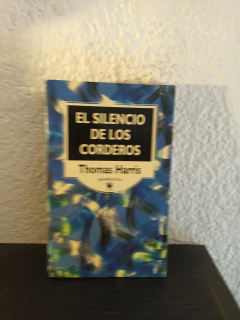 EL SILENCIO
DE LOS
CORDEROS
Thomas Harris